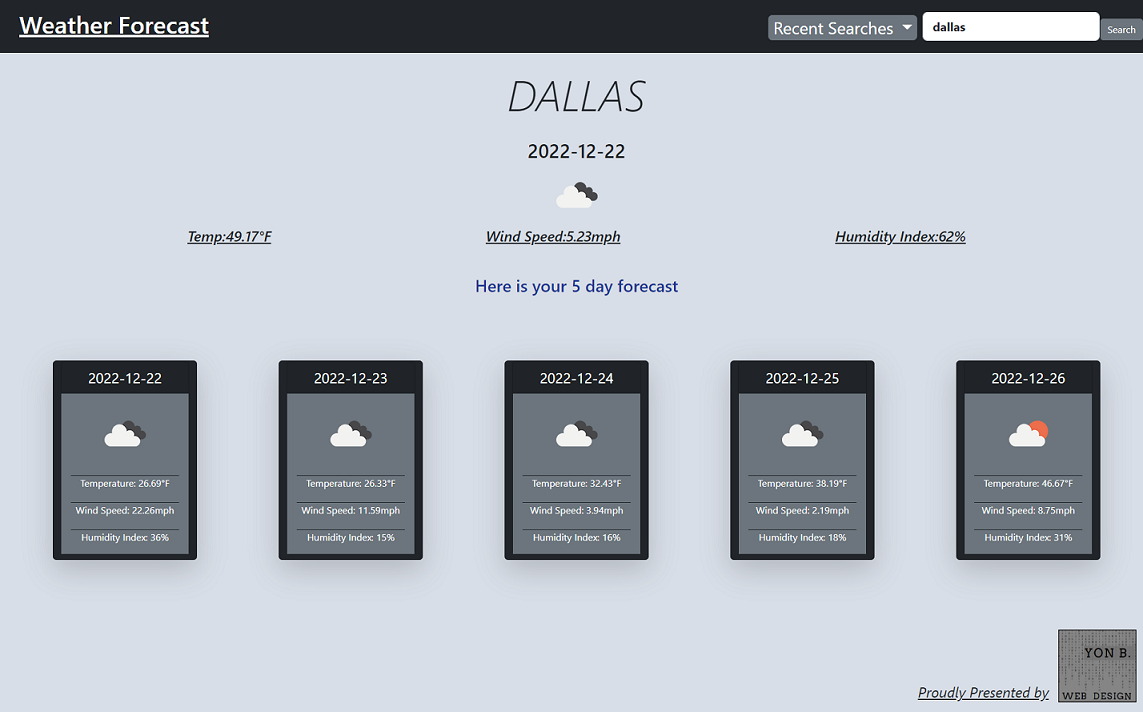 Weather Forecast
Recent Searches
dallas
Search
DALLAS
2022-12-22
Temp:49.17°F
Wind Speed:5.23mph
Humidity Index:62%
Here is your 5 day forecast
2022-12-22
Temperature: 26.69°F
Wind Speed: 22.26mph
Humidity Index: 36%
2022-12-23
Temperature: 26.33°F
Wind Speed: 11.59mph
Humidity Index: 15%
2022-12-24
Temperature: 32.43°F
Wind Speed: 3.94mph
Humidity Index: 16%
2022-12-25
Temperature: 38.19°F
Wind Speed: 2.19mph
Humidity Index: 18%
2022-12-26
Temperature: 46.67°F
Wind Speed: 8.75mph
Humidity Index: 31%
Proudly Presented by
YON B.
WEB DESIGN